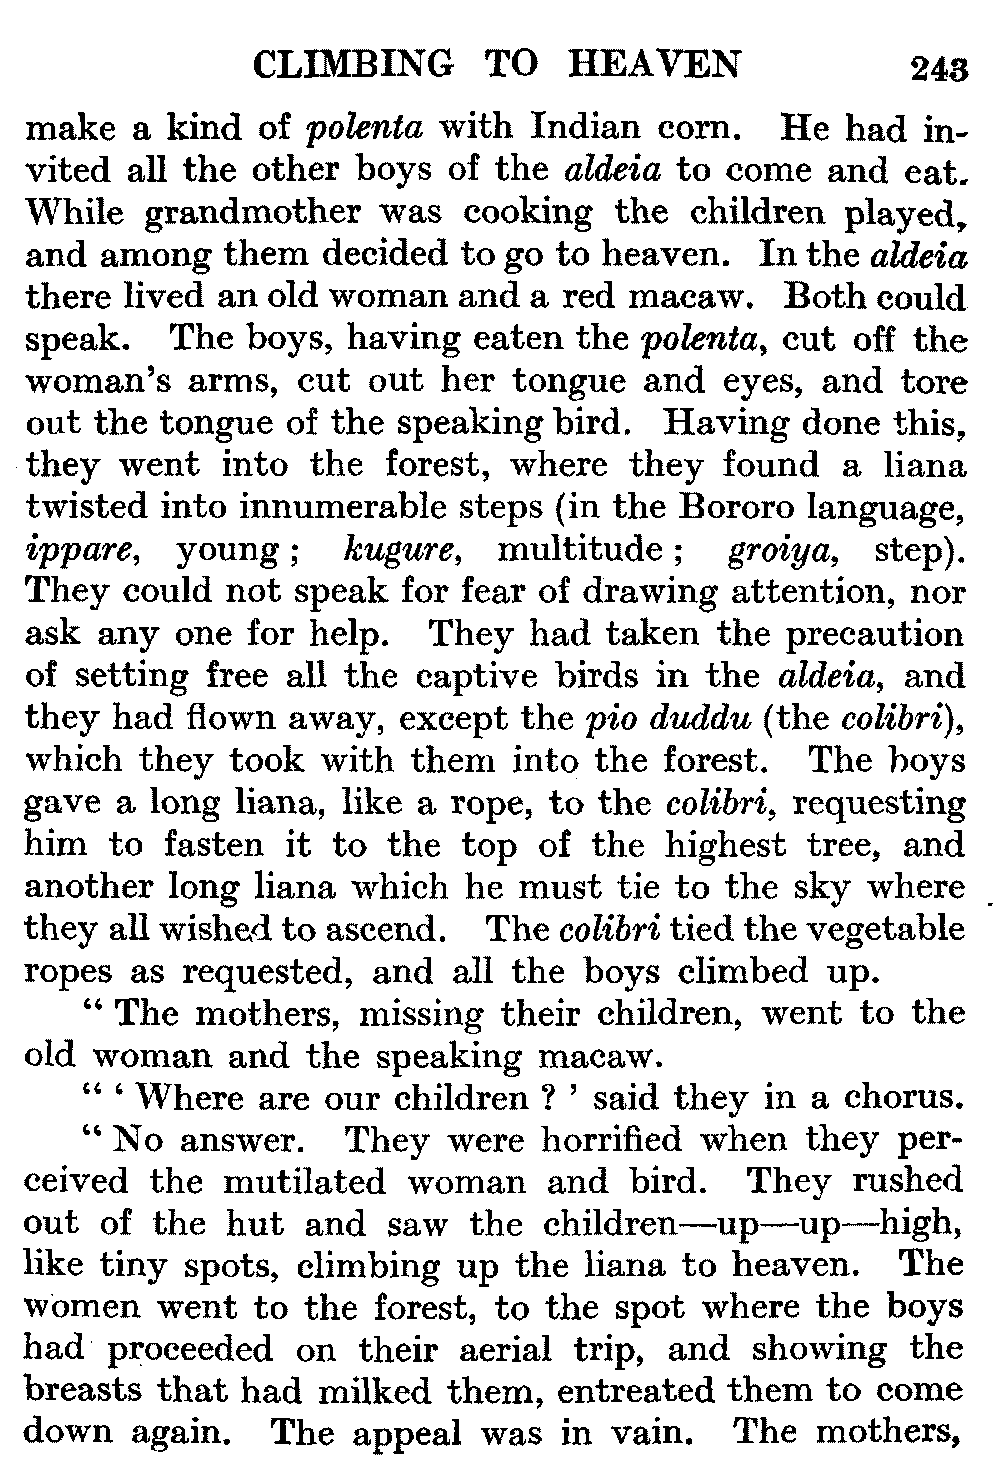 CLIMBING TO HEAVEN 243
make a kind of polenta with Indian corn. He had in-
vited all the other boys of the aldeia to come and eat.
While grandmother was cooking the children played,
and among them decided to go to heaven. In the aldeia
there lived an old woman and a red macaw. Both could
speak. The boys, having eaten the polenta, cut off the
woman's arms, cut out her tongue and eyes, and tore
out the tongue of the speaking bird. Having done this,
they went into the forest, where they found a liana
twisted into innumerable steps (in the Bororo language,
ippare, young; kugure, multitude; groiya, step).
They could not speak for fear of drawing attention, nor
ask any one for help. They had taken the precaution
of setting free all the captive birds in the aldeia, and
they had flown away, except the pio duddu (the colibri),
which they took with them into the forest. The boys
gave a long liana, like a rope, to the colibri, requesting
him to fasten it to the top of the highest tree, and
another long liana which he must tie to the sky where
they all wished to ascend. The colibri tied the vegetable
ropes as requested, and all the boys climbed up.
"The mothers, missing their children, went to the
old woman and the speaking macaw.
"'Where are our children?' said they in a chorus.
"No answer. They were horrified when they per-
ceived the mutilated woman and bird. They rushed
out of the hut and saw the children—up—up—high,
like tiny spots, climbing up the liana to heaven. The
women went to the forest, to the spot where the boys
had proceeded on their aerial trip, and showing the
breasts that had milked them, entreated them to come
down again. The appeal was in vain. The mothers,